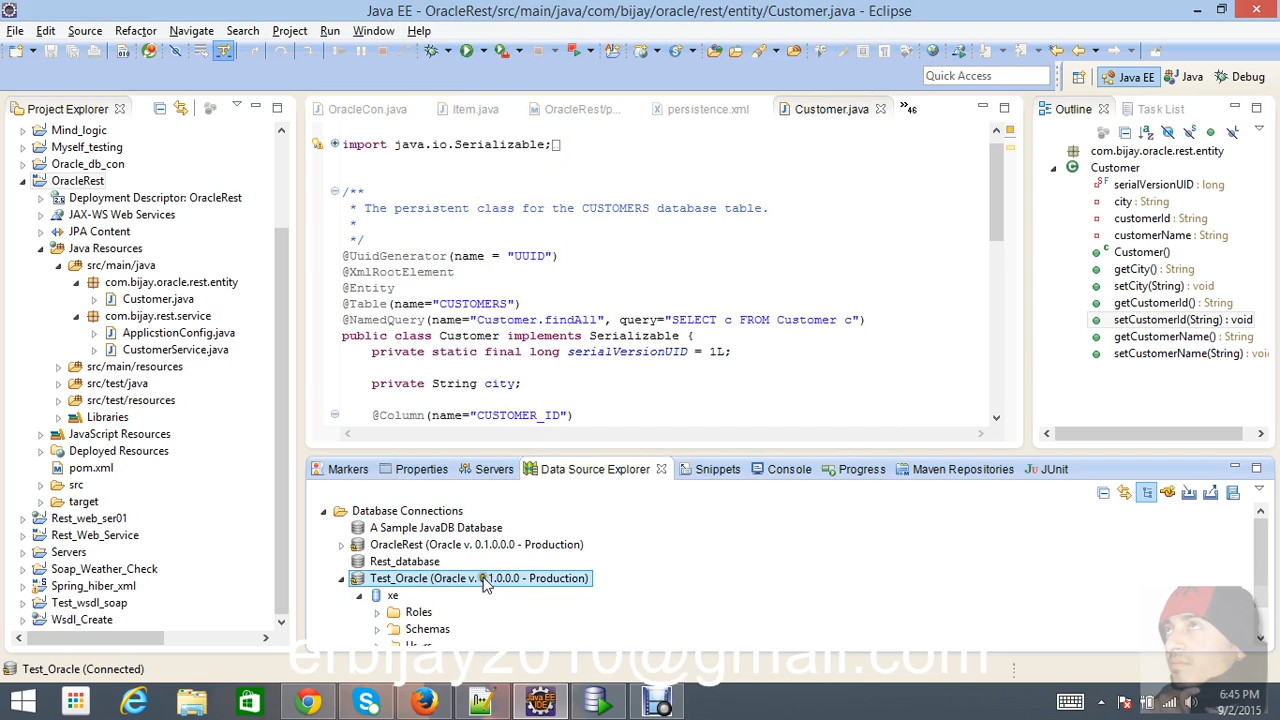 Java EE - OracleRest/src/main/java/com/bijay/oracle/rest/entity/Customer.java - Eclipse
File Edit Source Refactor Navigate Search Project Run Window Help
Quick Access
Java EE
Java
Debug
Project Explorer
Mind_logic
Myself_testing
Oracle_db_con
OracleRest
Deployment Descriptor: OracleRest
JAX-WS Web Services
JPA Content
Java Resources
src/main/java
com.bijay.oracle.rest.entity
Customer.java
com.bijay.rest.service
ApplcstionConfig.java
CustomerService.java
src/main/resources
src/test/java
src/test/resources
Libraries
JavaScript Resources
Deployed Resources
pom.xml
src
target
Rest_web_ser01
Rest_Web_Service
Servers
Soap_Weather_Check
Spring_hiber_xml
Test_wsdl_soap
Wsdl_Create
OracleCon.java
Item.java
OracleRest/p...
persistence.xml
Customer.java
»46
import java.io.Serializable;
/**
* The persistent class for the CUSTOMERS database table.
*
*/
@UuidGenerator(name = "UUID")
@XmlRootElement
@Entity
@Table(name="CUSTOMERS")
@NamedQuery(name="Customer.findAll", query="SELECT c FROM Customer c")
public class Customer implements Serializable {
private static final long serialVersionUID = 1L;
private String city;
@Column(name="CUSTOMER_ID")
Outline
Task List
com.bijay.oracle.rest.entity
Customer
serialVersionUID : long
city : String
customerId : String
customerName : String
Customer()
getCity() : String
setCity(String) : void
getCustomerId() : String
setCustomerId(String) : void
getCustomerName() : String
setCustomerName(String) : void
Markers
Properties
Servers
Data Source Explorer
Snippets
Console
Progress
Maven Repositories
JUnit
Database Connections
A Sample JavaDB Database
OracleRest (Oracle v. 0.1.0.0.0 - Production)
Rest_database
Test_Oracle (Oracle v. 0.1.0.0.0 - Production)
xe
Roles
Schemas
Users
erbijay2010@gmail.com
Test_Oracle (Connected)
6:45 PM
9/2/2015